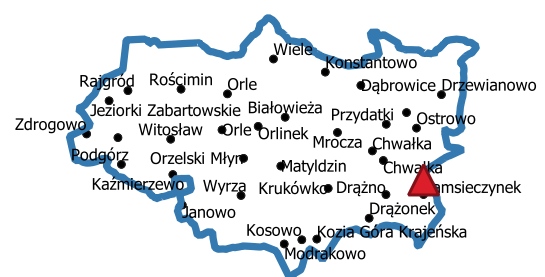 Wiele
Konstantowo
Rajgród
Rościmin
Orle
Dąbrowice
Drzewianowo
Jeziorki Zabartowskie
Białowieża
Przydatki
Ostrowo
Zdrogowo
Witosław
Orle
Orlinek
Mrocza
Chwałka
Podgórz
Orzelski Młyn
Matyldzin
Chwałka
Kaźmierzewo
Wyrza
Krukówko
Drążno
amsieczynek
Janowo
Drążonek
Kosowo
Kozia Góra Krajeńska
Modrakowo